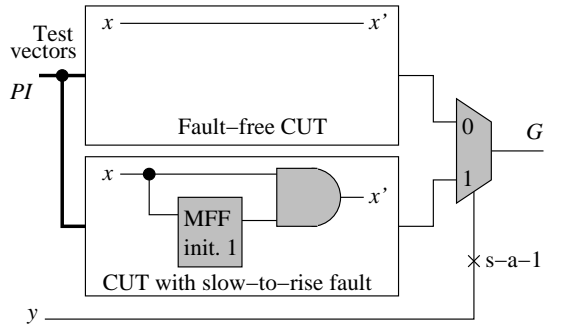 x x’
Test
vectors
PI
Fault−free CUT
0
G
x
1
x’
MFF
init. 1
s−a−1
CUT with slow−to−rise fault
y